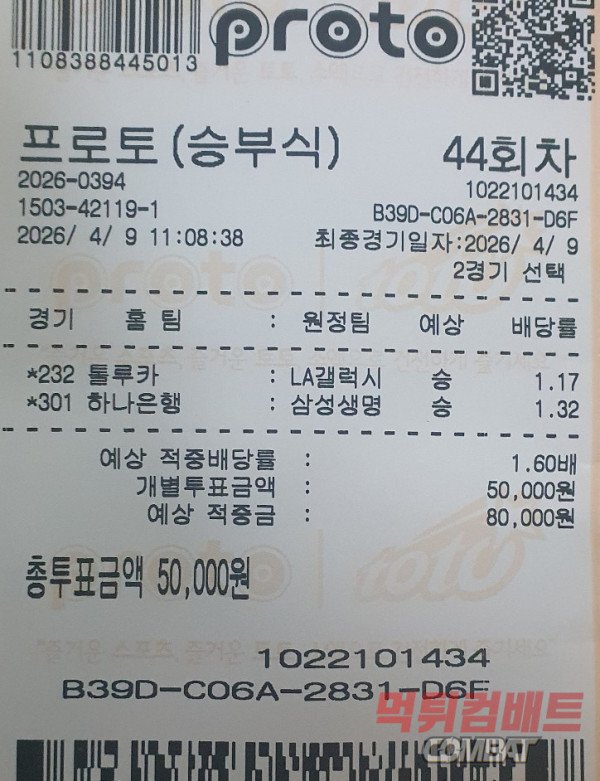 1108388445013
proto
프로토(승부식) 44회차
2026-0394 1022101434
1503-42119-1 B39D-C06A-2831-D6F
2026/ 4/ 9 11:08:38 최종경기일자:2026/ 4/ 9
2경기 선택
경기 홈 팀 : 원정팀 예상 배당률
*232 톨루카 : LA갤럭시 승 1.17
*301 하나은행 : 삼성생명 승 1.32
예상 적중배당률 : 1.60배
개별투표금액 : 50,000원
예상 적중금 : 80,000원
총투표금액 50,000원
1022101434
B39D-C06A-2831-D6F
먹튀컴배트
COMBAT